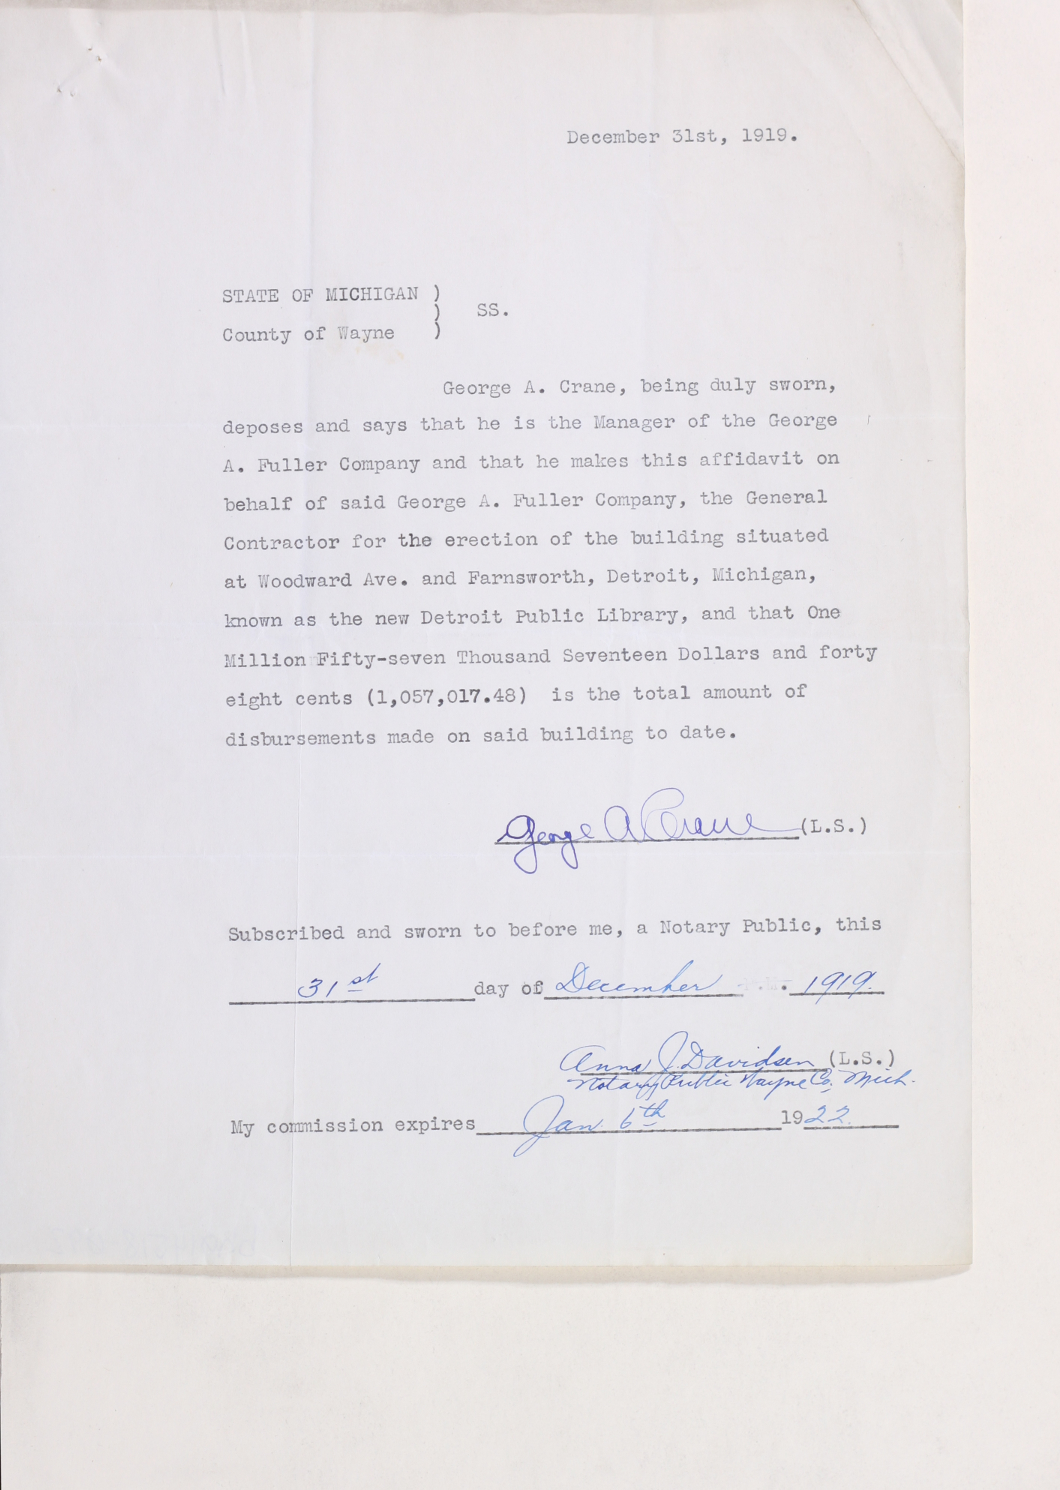 December 31st, 1919.
STATE OF MICHIGAN )
) SS.
County of Wayne )
George A. Crane, being duly sworn,
deposes and says that he is the Manager of the George
A. Fuller Company and that he makes this affidavit on
behalf of said George A. Fuller Company, the General
Contractor for the erection of the building situated
at Woodward Ave. and Farnsworth, Detroit, Michigan,
known as the new Detroit Public Library, and that One
Million Fifty-seven Thousand Seventeen Dollars and forty
eight cents (1,057,017.48) is the total amount of
disbursements made on said building to date.
George A Crane (L.S.)
Subscribed and sworn to before me, a Notary Public, this
31st day of December 1919.
Anna J. Davidsen (L.S.)
Notary Public Wayne Co, Mich.
My commission expires Jan 6th 1922.